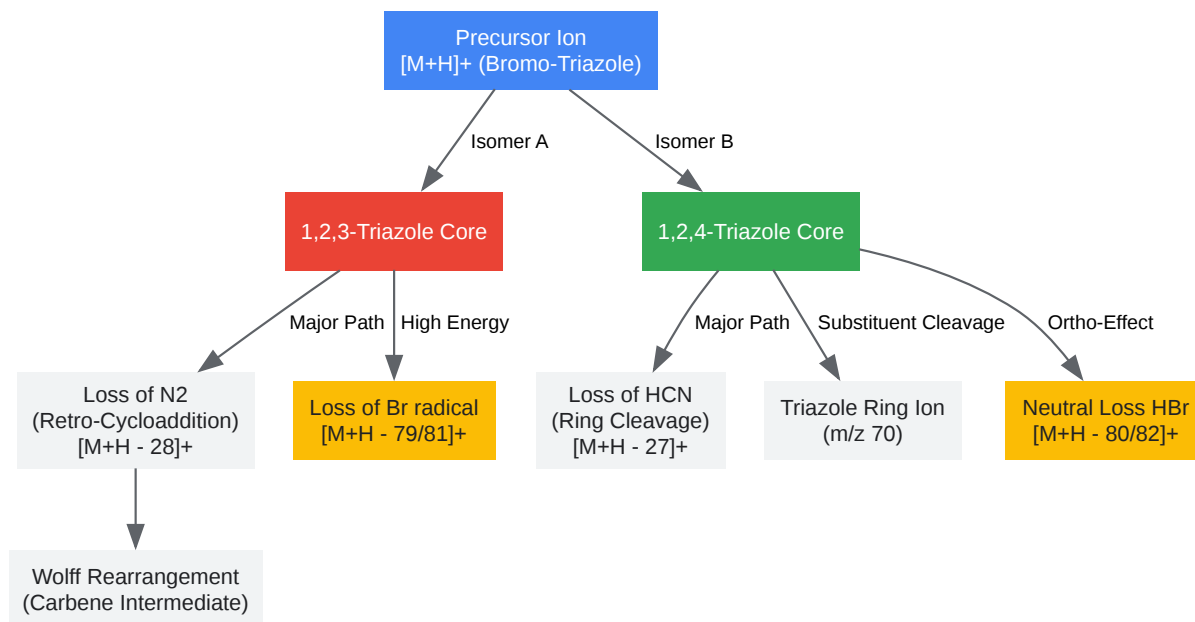 Precursor Ion
[M+H]+ (Bromo-Triazole)
Isomer A
Isomer B
1,2,3-Triazole Core
1,2,4-Triazole Core
Major Path
High Energy
Major Path
Substituent Cleavage
Ortho-Effect
Loss of N2
(Retro-Cycloaddition)
[M+H - 28]+
Loss of Br radical
[M+H - 79/81]+
Loss of HCN
(Ring Cleavage)
[M+H - 27]+
Triazole Ring Ion
(m/z 70)
Neutral Loss HBr
[M+H - 80/82]+
Wolff Rearrangement
(Carbene Intermediate)